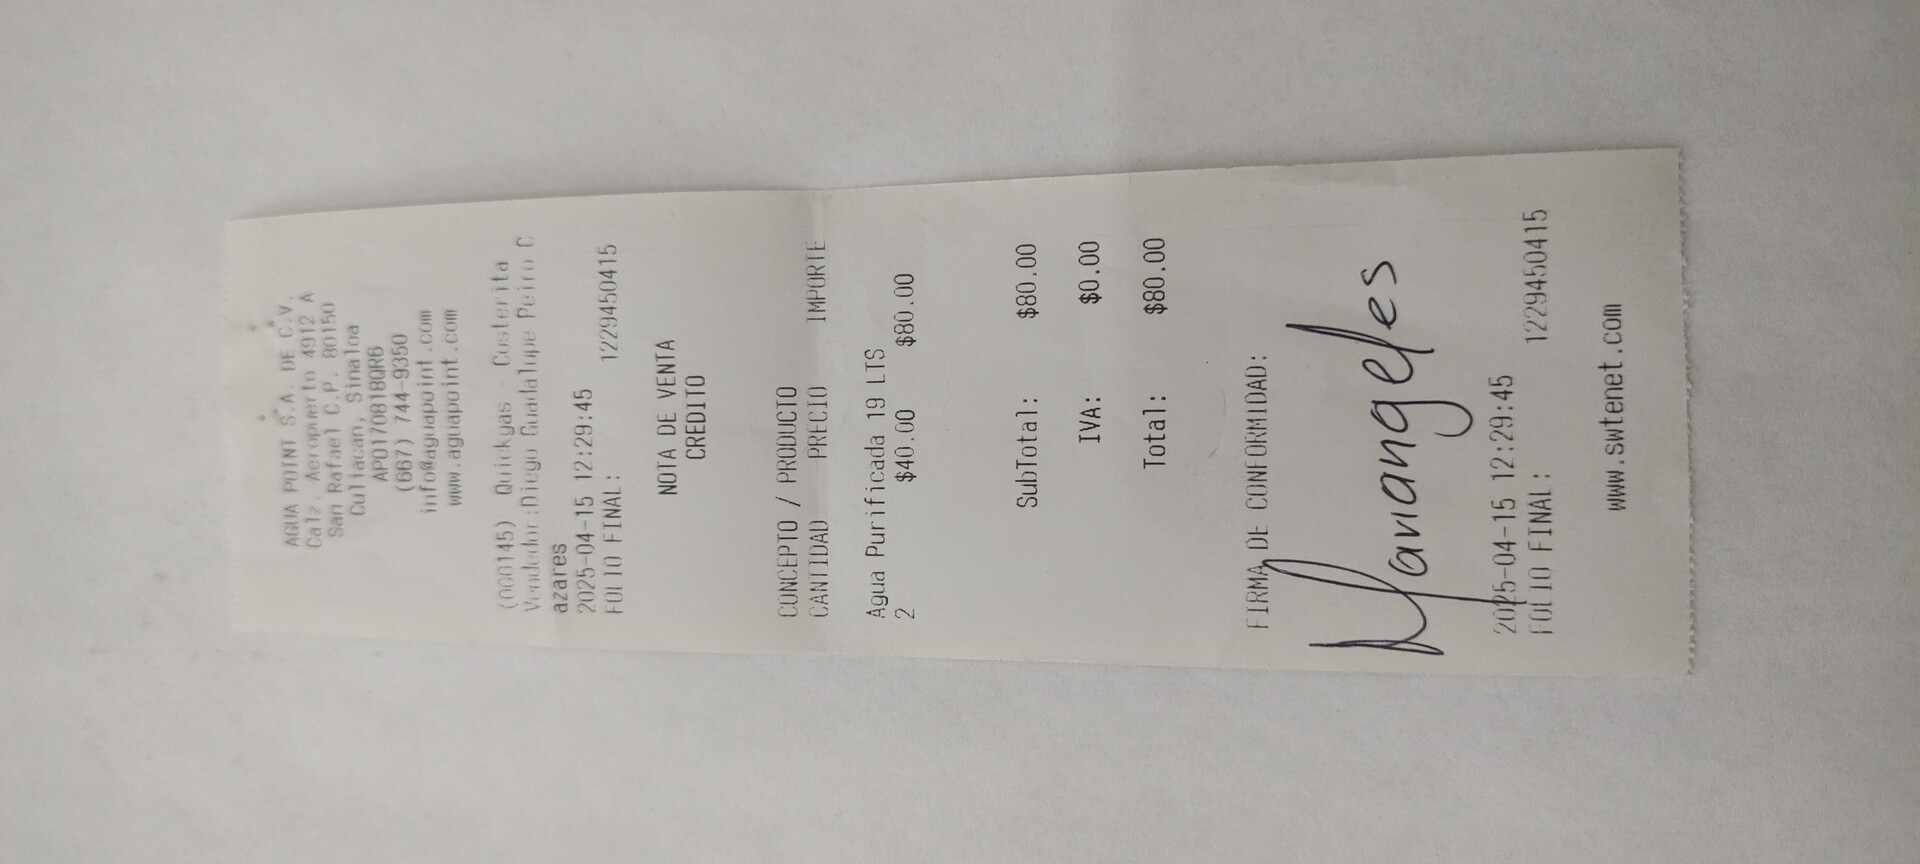 AGUA POINT S.A. DE C.V.
Calz. Aeropuerto 4912 A
San Rafael C.P. 80150
Culiacan, Sinaloa
APO170818QR6
(667) 744-9350
info@aguapoint.com
www.aguapoint.com
(000145) Quickgas - Costerita
Vendedor:Diego Guadalupe Peiro C
azares
2025-04-15 12:29:45
FOLIO FINAL: 1229450415
NOTA DE VENTA
CREDITO
CONCEPTO / PRODUCTO
CANTIDAD PRECIO IMPORTE
Agua Purificada 19 LTS
2 $40.00 $80.00
SubTotal: $80.00
IVA: $0.00
Total: $80.00
FIRMA DE CONFORMIDAD:
Mariangeles
2025-04-15 12:29:45
FOLIO FINAL: 1229450415
www.swtenet.com